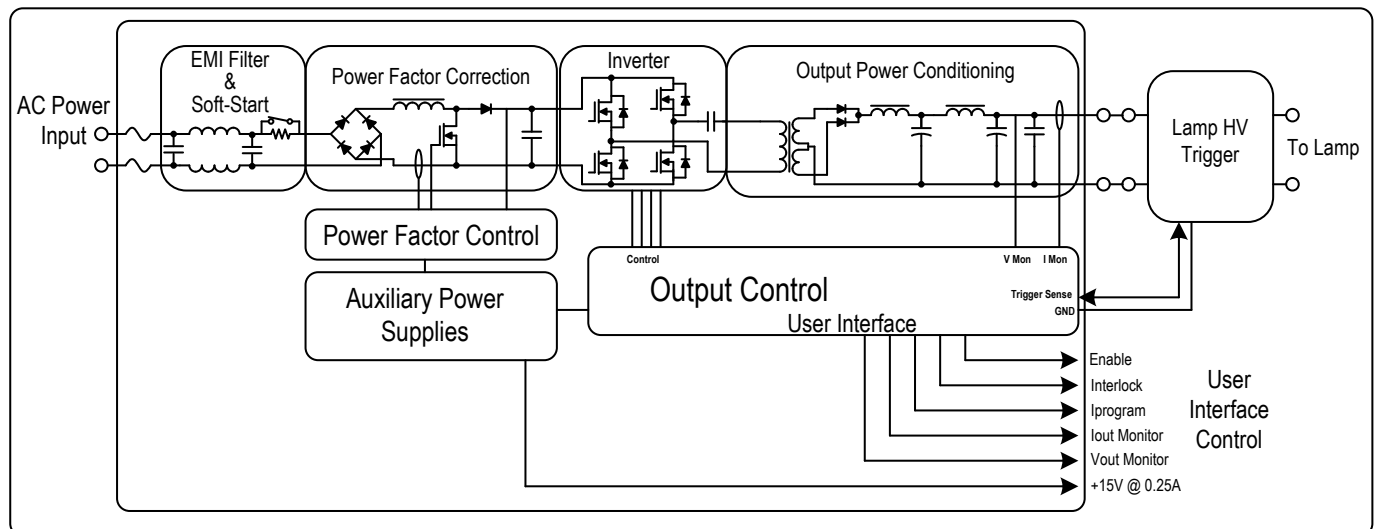 EMI Filter
&
Soft-Start
Power Factor Correction
Inverter
Output Power Conditioning
AC Power
Input
Lamp HV
Trigger
To Lamp
Power Factor Control
Auxiliary Power
Supplies
Control
V Mon
I Mon
Output Control
Trigger Sense
GND
User Interface
Enable
Interlock
Iprogram
Iout Monitor
Vout Monitor
+15V @ 0.25A
User
Interface
Control